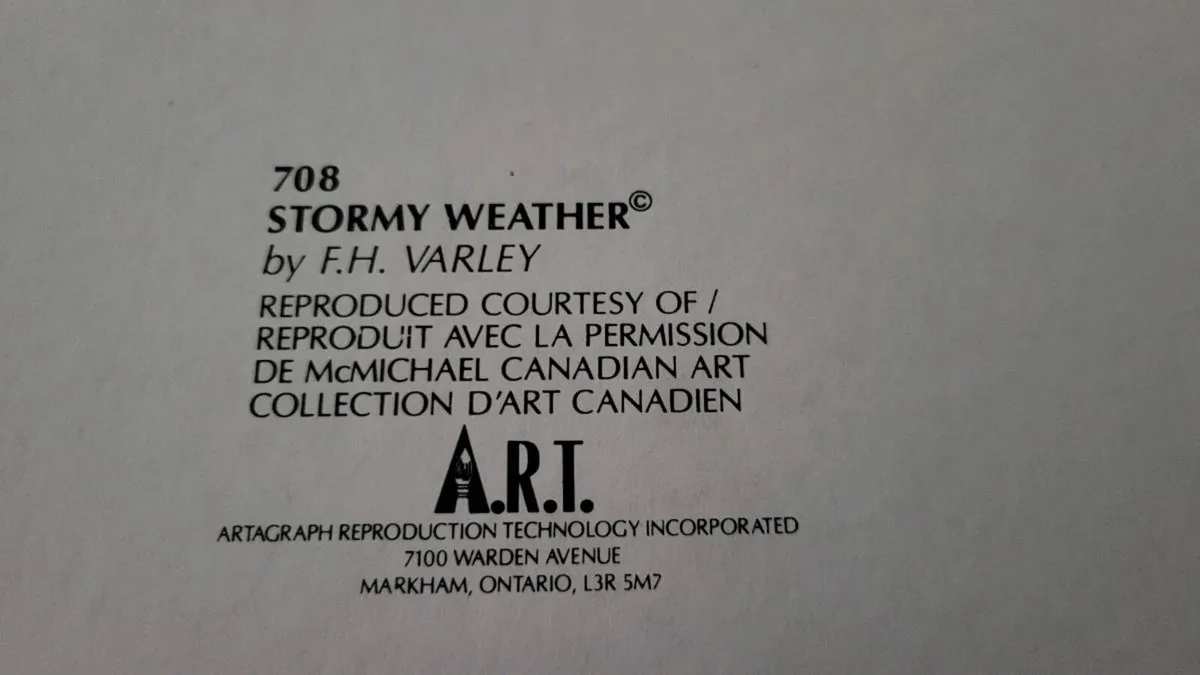 708
STORMY WEATHER©
by F.H. VARLEY
REPRODUCED COURTESY OF /
REPRODUIT AVEC LA PERMISSION
DE McMICHAEL CANADIAN ART
COLLECTION D'ART CANADIEN
A.R.T.
ARTAGRAPH REPRODUCTION TECHNOLOGY INCORPORATED
7100 WARDEN AVENUE
MARKHAM, ONTARIO, L3R 5M7